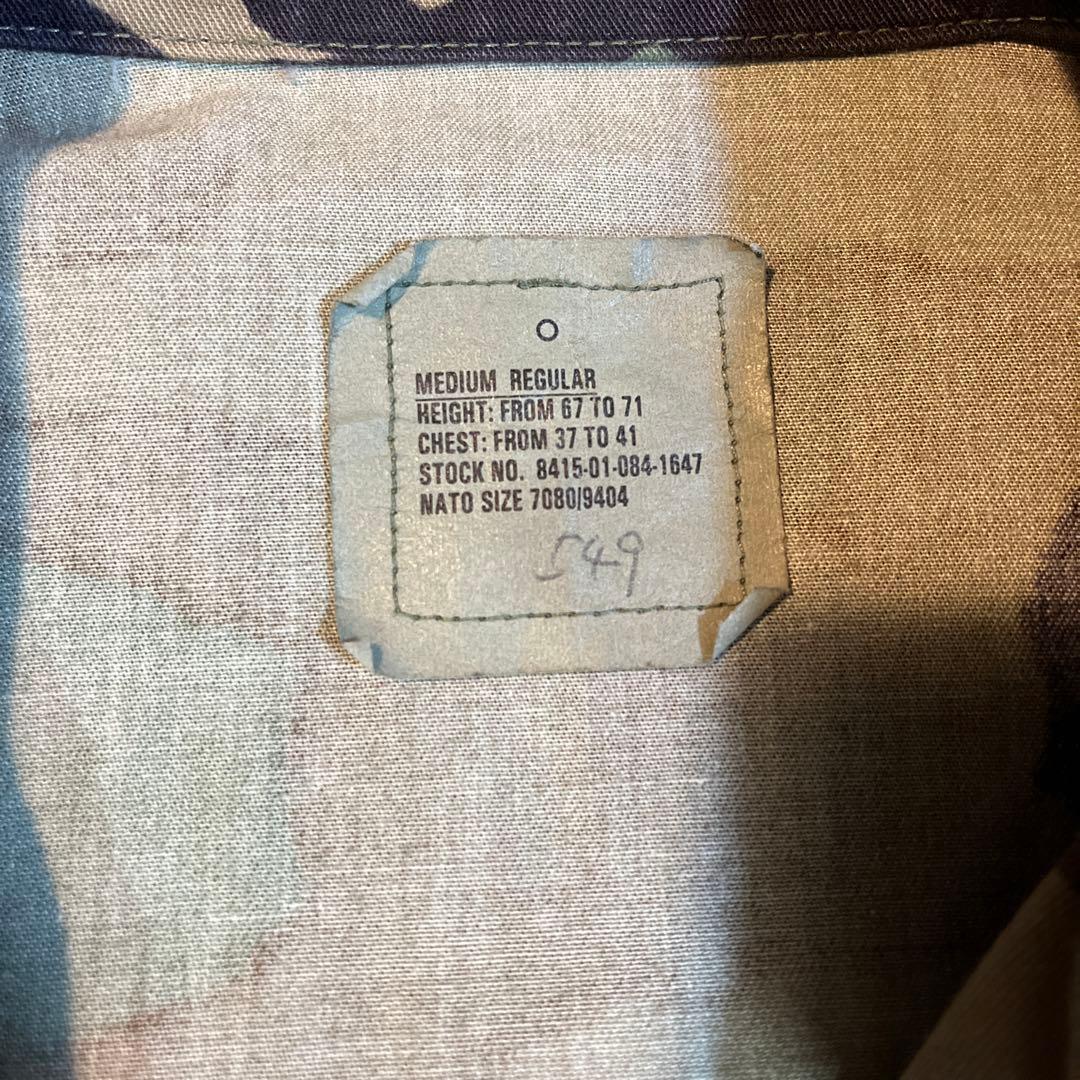 O
MEDIUM REGULAR
HEIGHT: FROM 67 TO 71
CHEST: FROM 37 TO 41
STOCK NO. 8415-01-084-1647
NATO SIZE 7080/9404
549